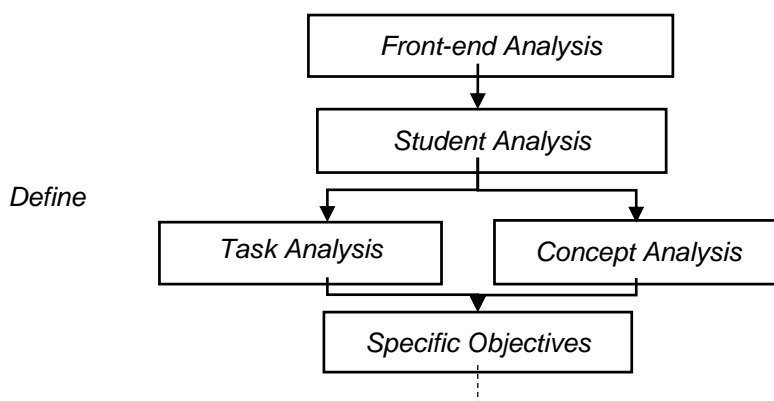 Front-end Analysis
Student Analysis
Define
Task Analysis
Concept Analysis
Specific Objectives